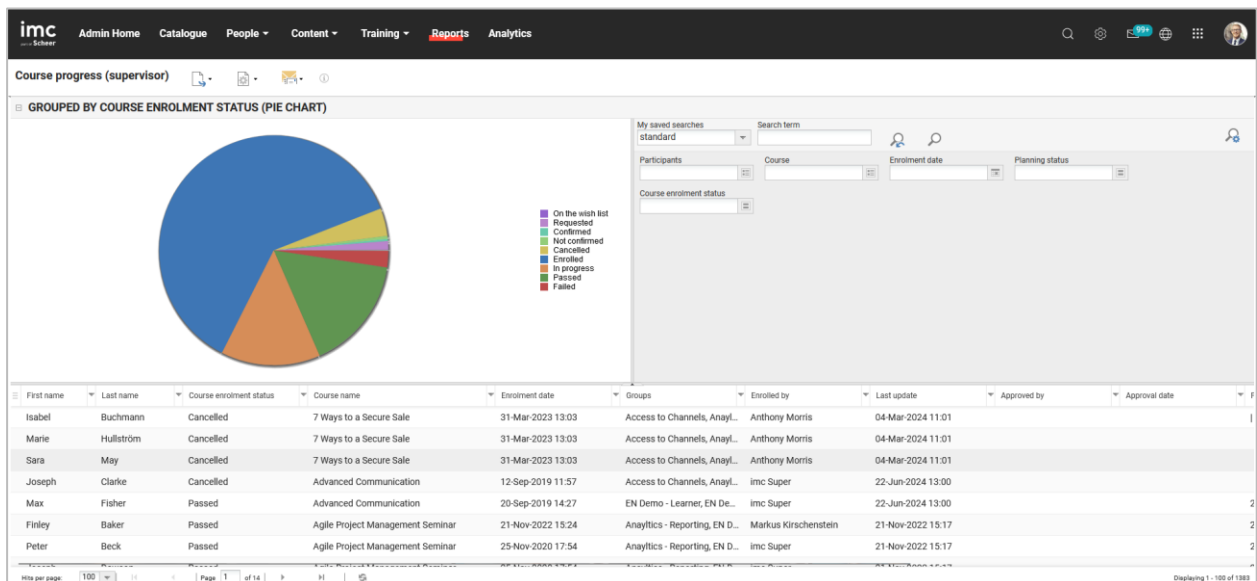 imc
part of Scheer
Admin Home Catalogue People Content Training Reports Analytics
99+
Course progress (supervisor)
GROUPED BY COURSE ENROLMENT STATUS (PIE CHART)
My saved searches Search term
standard
Participants Course Enrolment date Planning status
Course enrolment status
On the wish list
Requested
Confirmed
Not confirmed
Cancelled
Enrolled
In progress
Passed
Failed
First name Last name Course enrolment status Course name Enrolment date Groups Enrolled by Last update Approved by Approval date F
Isabel Buchmann Cancelled 7 Ways to a Secure Sale 31-Mar-2023 13:03 Access to Channels, Anayl... Anthony Morris 04-Mar-2024 11:01
Marie Hullström Cancelled 7 Ways to a Secure Sale 31-Mar-2023 13:03 Access to Channels, Anayl... Anthony Morris 04-Mar-2024 11:01
Sara May Cancelled 7 Ways to a Secure Sale 31-Mar-2023 13:03 Access to Channels, Anayl... Anthony Morris 04-Mar-2024 11:01
Joseph Clarke Cancelled Advanced Communication 12-Sep-2019 11:57 Access to Channels, Anayl... imc Super 22-Jun-2024 13:00
Max Fisher Passed Advanced Communication 20-Sep-2019 14:27 EN Demo - Learner, EN De... imc Super 22-Jun-2024 13:00 2
Finley Baker Passed Agile Project Management Seminar 21-Nov-2022 15:24 Anayltics - Reporting, EN D... Markus Kirschenstein 21-Nov-2022 15:17 2
Peter Beck Passed Agile Project Management Seminar 25-Nov-2020 17:54 Anayltics - Reporting, EN D... imc Super 21-Nov-2022 15:17 2
Hits per page: 100 Page 1 of 14 Displaying 1 - 100 of 1383